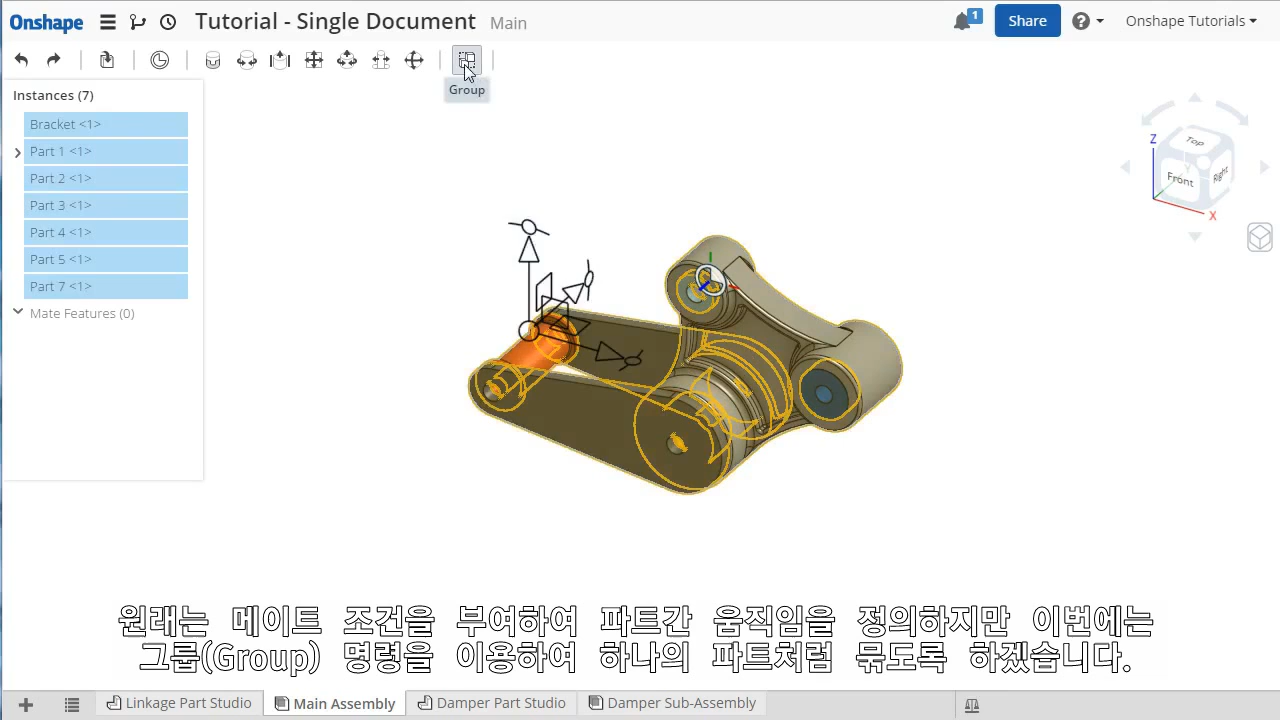 Onshape
Tutorial - Single Document Main
1
Share
Onshape Tutorials
Group
Instances (7)
Bracket <1>
Part 1 <1>
Part 2 <1>
Part 3 <1>
Part 4 <1>
Part 5 <1>
Part 7 <1>
Mate Features (0)
Z
Top
Front
Right
X
원래는 메이트 조건을 부여하여 파트간 움직임을 정의하지만 이번에는
그룹(Group) 명령을 이용하여 하나의 파트처럼 묶도록 하겠습니다.
Linkage Part Studio
Main Assembly
Damper Part Studio
Damper Sub-Assembly